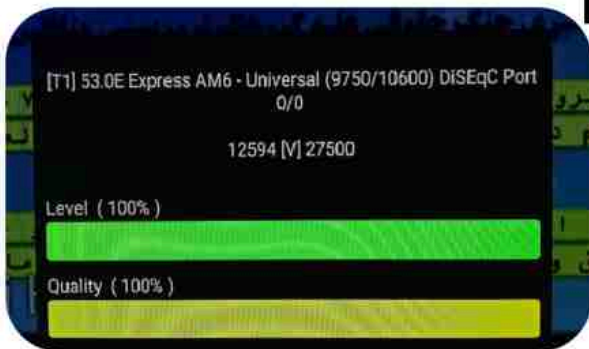 [T1] 53.0E Express AM6 - Universal (9750/10600) DiSEqC Port
0/0
12594 [V] 27500
Level ( 100% )
Quality ( 100% )